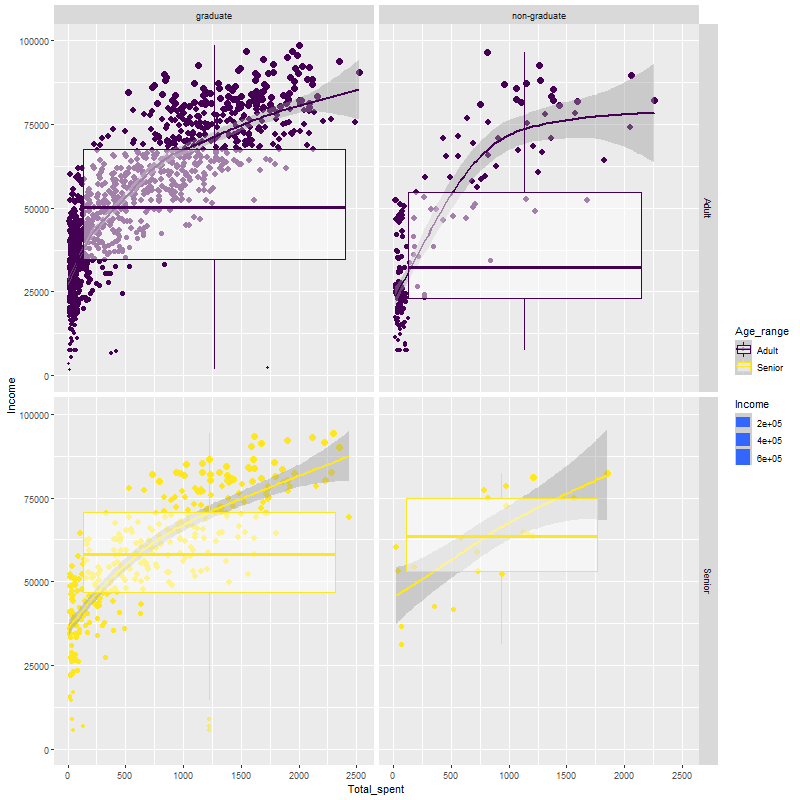 graduate
non-graduate
100000
75000
50000
25000
0
Adult
100000
75000
50000
25000
0
Senior
0
500
1000
1500
2000
2500
0
500
1000
1500
2000
2500
Total_spent
Income
Age_range
Adult
Senior
Income
2e+05
4e+05
6e+05